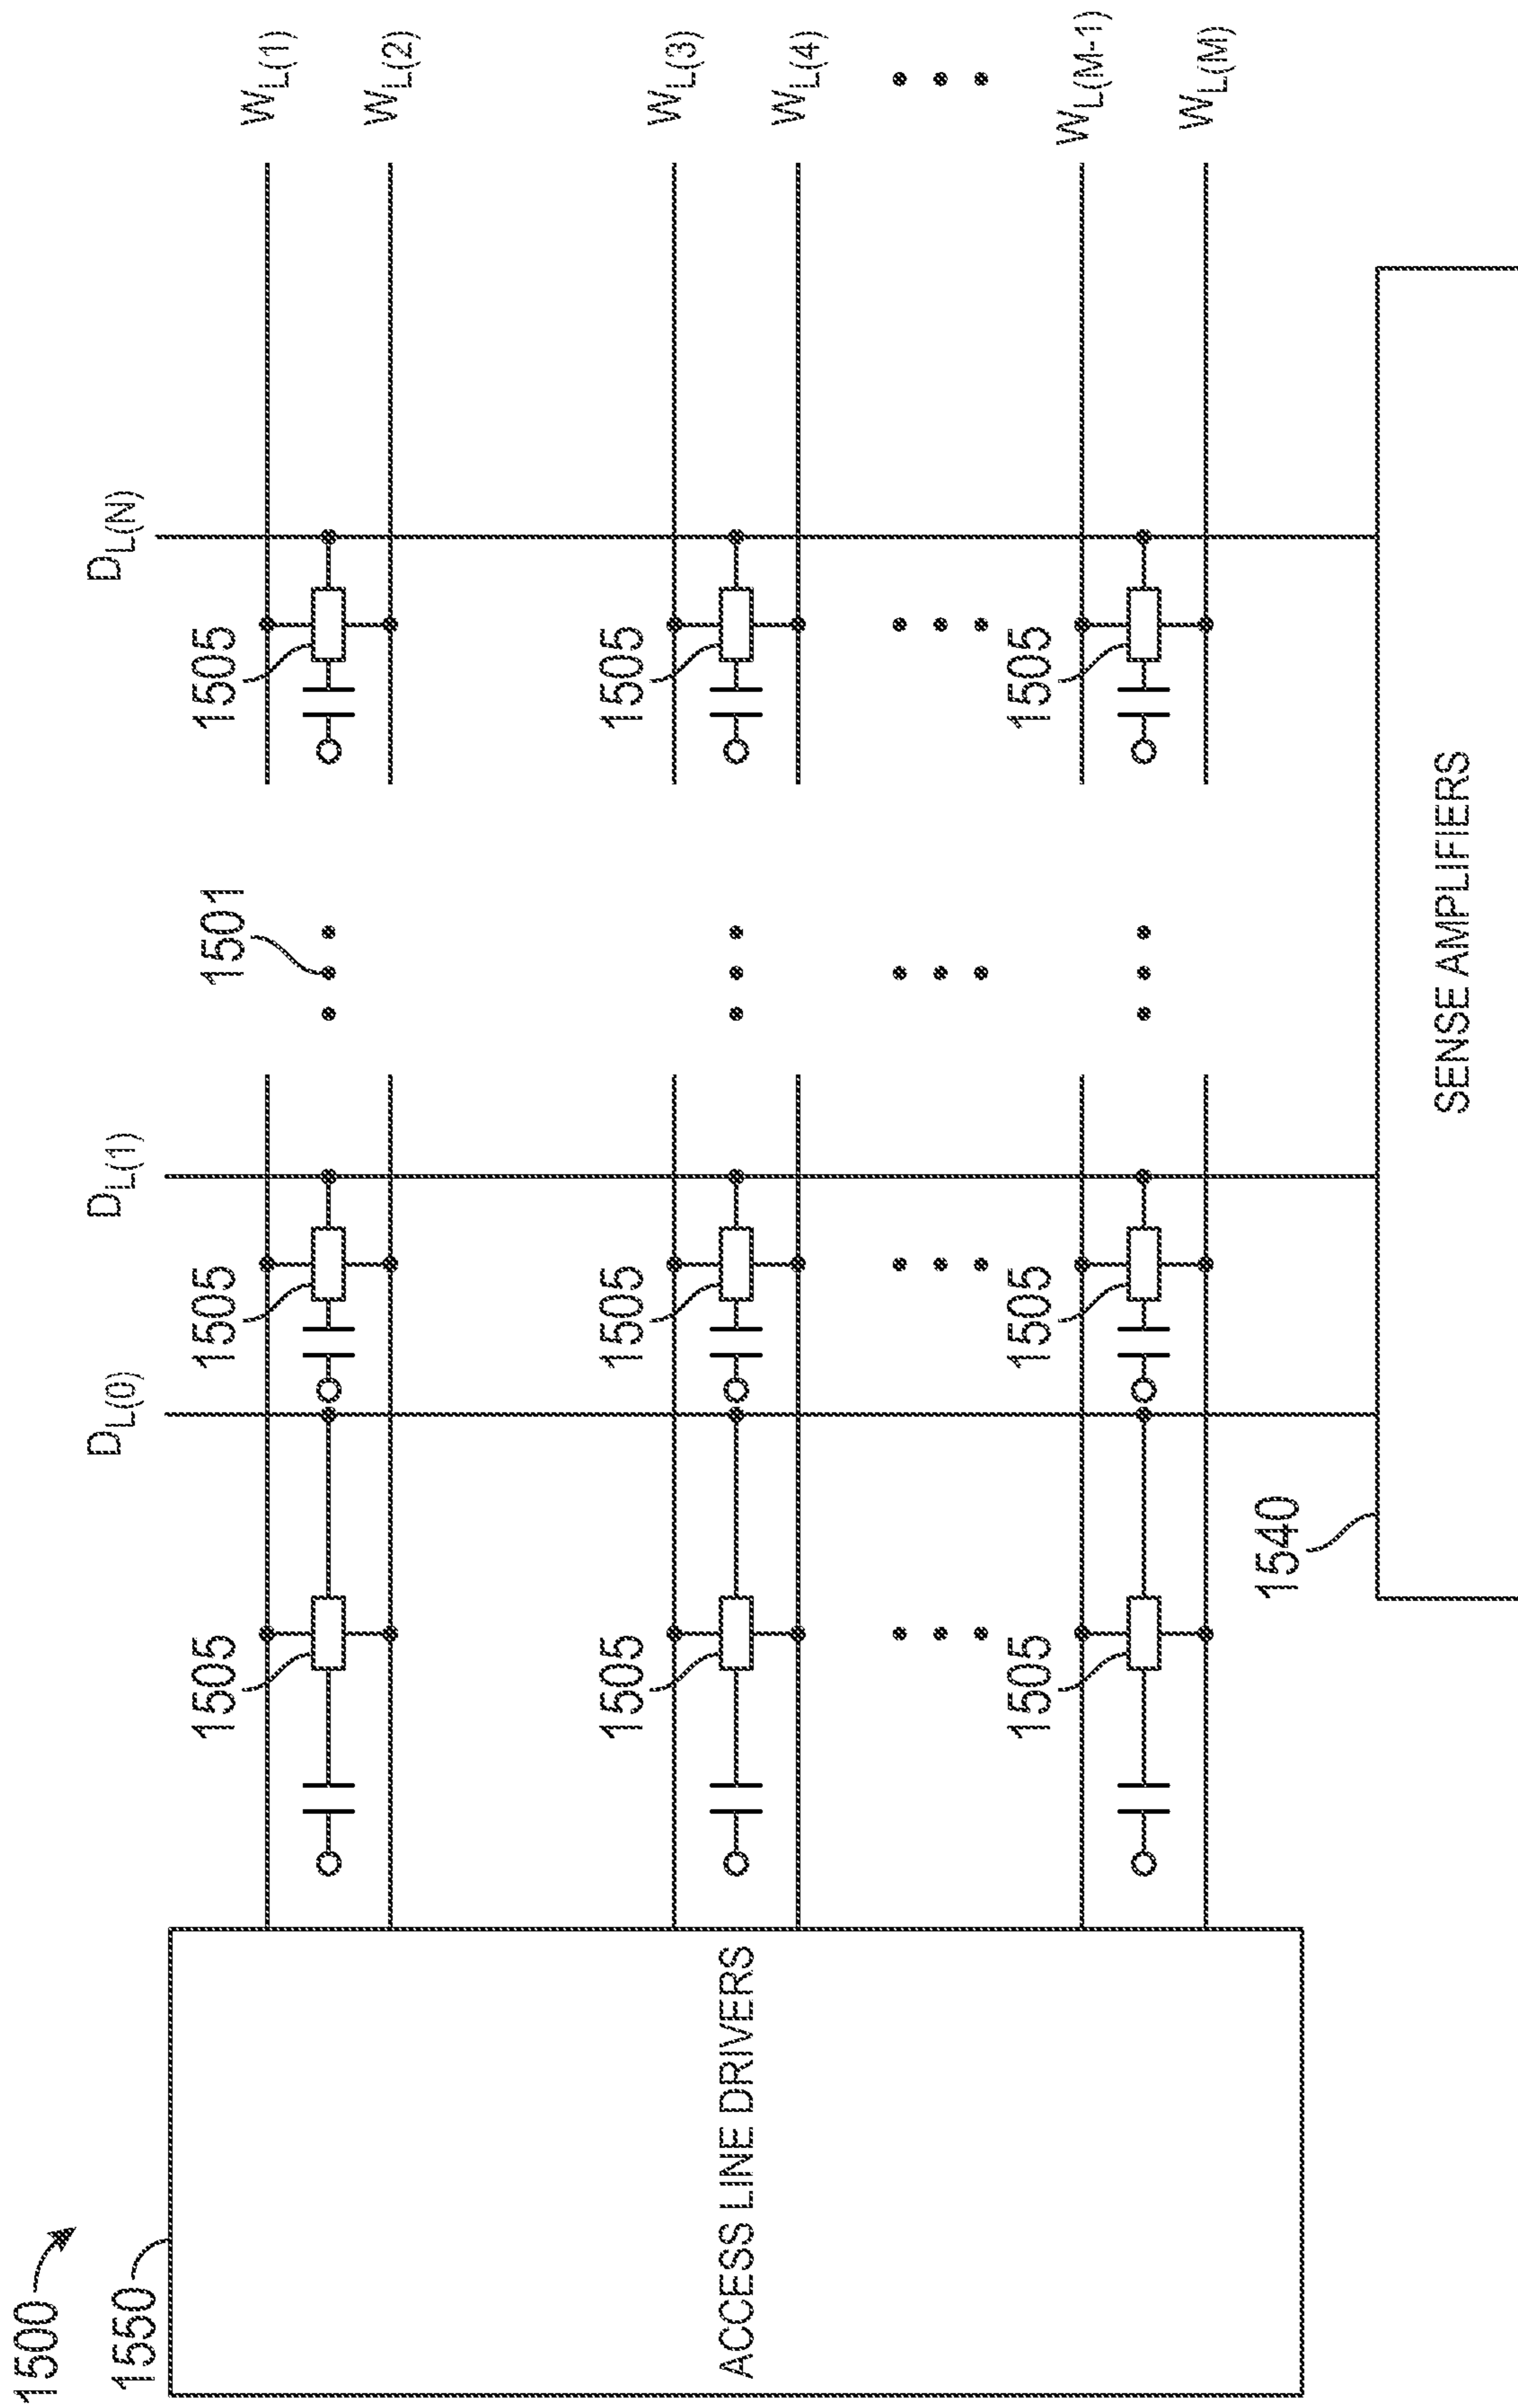 1500
D_L(0)
D_L(1)
D_L(N)
1550
1505
1505
1501
1505
W_L(1)
W_L(2)
1505
1505
1505
W_L(3)
ACCESS LINE DRIVERS
W_L(4)
1505
1505
1505
W_L(M-1)
W_L(M)
1540
SENSE AMPLIFIERS